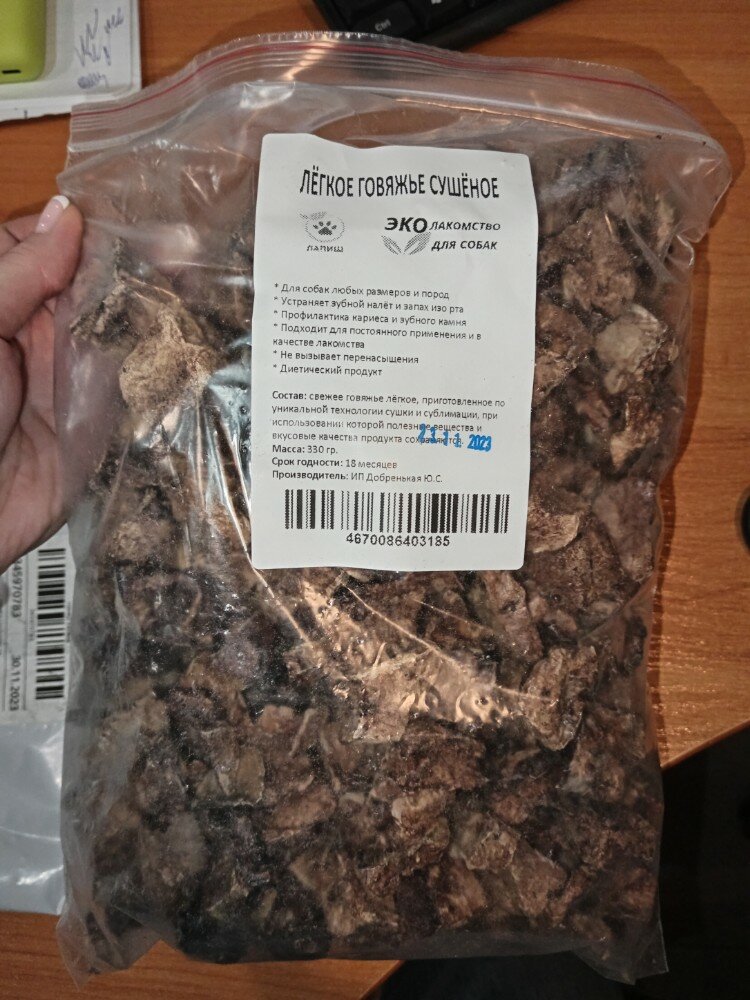 ЛЁГКОЕ ГОВЯЖЬЕ СУШЁНОЕ
ЛАПИШ
ЭКО ЛАКОМСТВО
ДЛЯ СОБАК
* Для собак любых размеров и пород
* Устраняет зубной налёт и запах изо рта
* Профилактика кариеса и зубного камня
* Подходит для постоянного применения и в
качестве лакомства
* Не вызывает перенасыщения
* Диетический продукт
Состав: свежее говяжье лёгкое, приготовленное по
уникальной технологии сушки и сублимации, при
использовании которой полезные вещества и
вкусовые качества продукта сохраняются.
2023
Масса: 330 гр.
Срок годности: 18 месяцев
Производитель: ИП Добренькая Ю.С.
4670086403185
30.11.2023
Ctrl